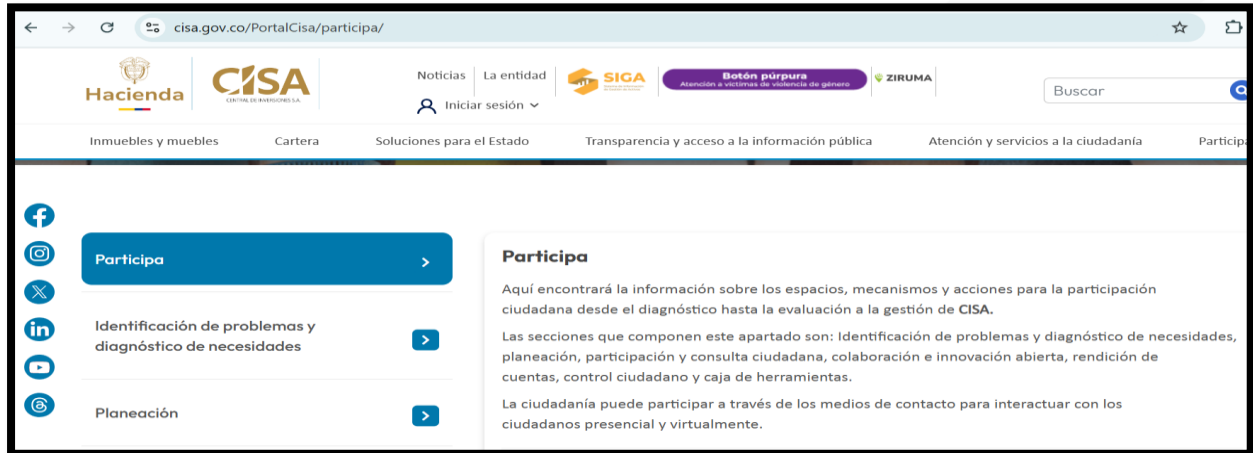 cisa.gov.co/PortalCisa/participa/
Hacienda
CISA
CENTRAL DE INVERSIONES S.A.
Noticias
La entidad
SIGA
Botón púrpura
Atención a víctimas de violencia de género
ZIRUMA
Iniciar sesión
Buscar
Inmuebles y muebles
Cartera
Soluciones para el Estado
Transparencia y acceso a la información pública
Atención y servicios a la ciudadanía
Participa
Participa
Identificación de problemas y
diagnóstico de necesidades
Planeación
Participa
Aquí encontrará la información sobre los espacios, mecanismos y acciones para la participación
ciudadana desde el diagnóstico hasta la evaluación a la gestión de CISA.
Las secciones que componen este apartado son: Identificación de problemas y diagnóstico de necesidades,
planeación, participación y consulta ciudadana, colaboración e innovación abierta, rendición de
cuentas, control ciudadano y caja de herramientas.
La ciudadanía puede participar a través de los medios de contacto para interactuar con los
ciudadanos presencial y virtualmente.